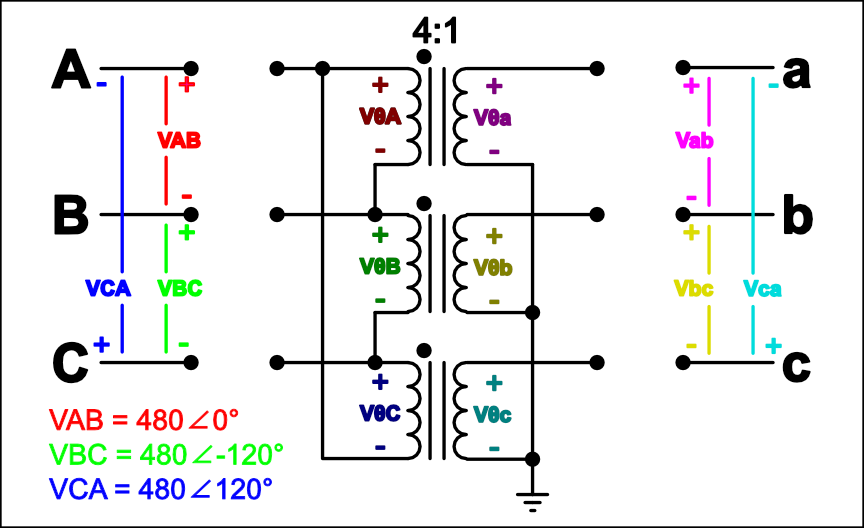 4:1
A
-
+
+
+
-
+
a
VθA
Vθa
VAB
Vab
-
-
B
-
-
b
+
+
+
+
VθB
Vθb
VCA
VBC
Vbc
Vca
-
-
+
-
-
+
C
c
+
+
VθC
Vθc
VAB = 480∠0°
-
-
VBC = 480∠-120°
VCA = 480∠120°